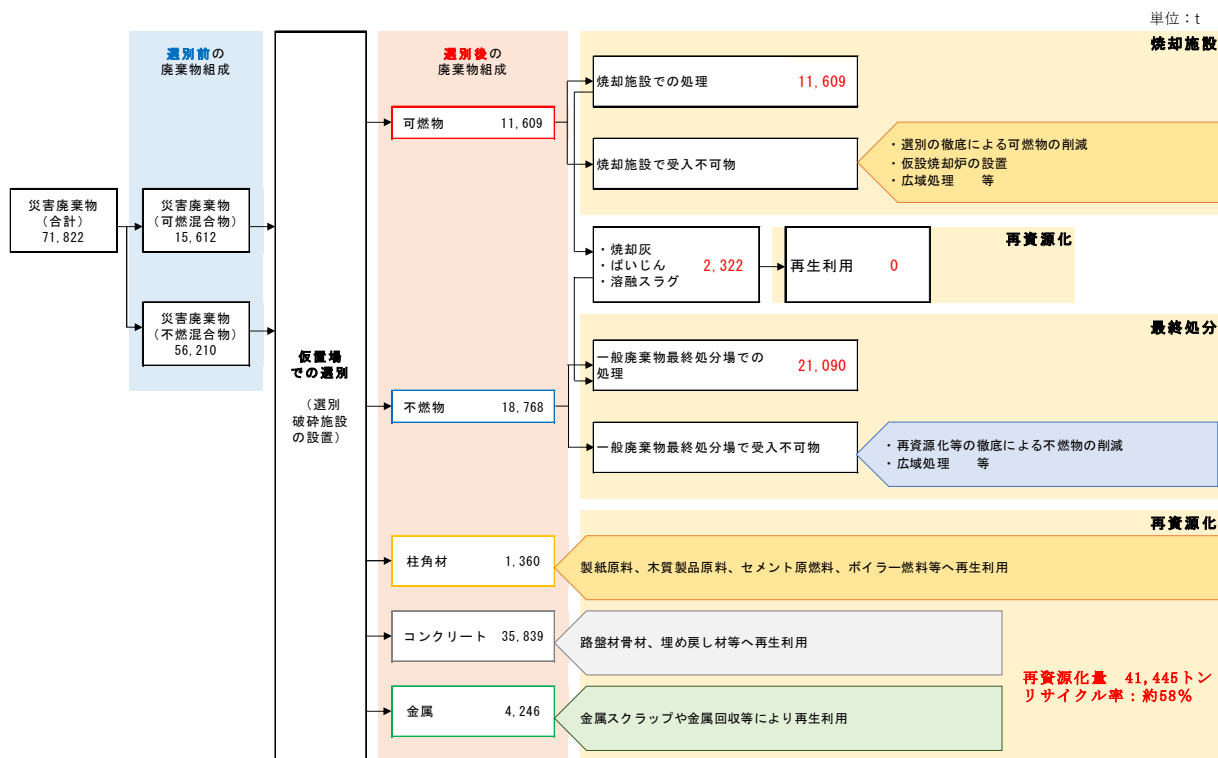 単位：t
選別前の
廃棄物組成
選別後の
廃棄物組成
焼却施設
焼却施設での処理 11,609
可燃物 11,609
焼却施設で受入不可物
・選別の徹底による可燃物の削減
・仮設焼却炉の設置
・広域処理 等
災害廃棄物
（合計）
71,822
災害廃棄物
（可燃混合物）
15,612
災害廃棄物
（不燃混合物）
56,210
仮置場
での選別
（選別
破砕施設
の設置）
再資源化
・焼却灰
・ばいじん
・溶融スラグ
2,322
再生利用 0
最終処分
一般廃棄物最終処分場での
処理
21,090
不燃物 18,768
一般廃棄物最終処分場で受入不可物
・再資源化等の徹底による不燃物の削減
・広域処理 等
再資源化
柱角材 1,360
製紙原料、木質製品原料、セメント原燃料、ボイラー燃料等へ再生利用
コンクリート 35,839
路盤材骨材、埋め戻し材等へ再生利用
金属 4,246
金属スクラップや金属回収等により再生利用
再資源化量 41,445トン
リサイクル率：約58％